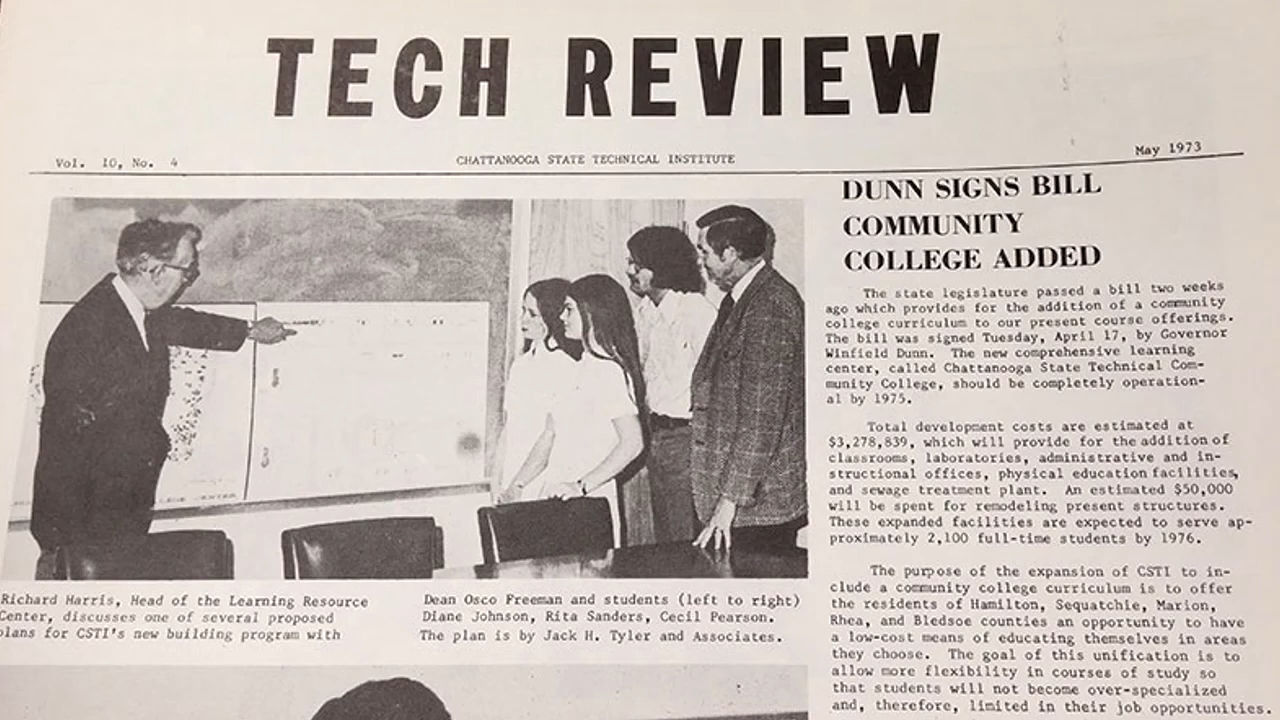 TECH REVIEW
Vol. 10, No. 4
CHATTANOOGA STATE TECHNICAL INSTITUTE
May 1973
LEGE CENTER
Richard Harris, Head of the Learning Resource
Center, discusses one of several proposed
plans for CSTI's new building program with
Dean Osco Freeman and students (left to right)
Diane Johnson, Rita Sanders, Cecil Pearson.
The plan is by Jack H. Tyler and Associates.
DUNN SIGNS BILL
COMMUNITY
COLLEGE ADDED
The state legislature passed a bill two weeks
ago which provides for the addition of a community
college curriculum to our present course offerings.
The bill was signed Tuesday, April 17, by Governor
Winfield Dunn. The new comprehensive learning
center, called Chattanooga State Technical Com-
munity College, should be completely operation-
al by 1975.
Total development costs are estimated at
$3,278,839, which will provide for the addition of
classrooms, laboratories, administrative and in-
structional offices, physical education facilities,
and sewage treatment plant. An estimated $50,000
will be spent for remodeling present structures.
These expanded facilities are expected to serve ap-
proximately 2,100 full-time students by 1976.
The purpose of the expansion of CSTI to in-
clude a community college curriculum is to offer
the residents of Hamilton, Sequatchie, Marion,
Rhea, and Bledsoe counties an opportunity to have
a low-cost means of educating themselves in areas
they choose. The goal of this unification is to
allow more flexibility in courses of study so
that students will not become over-specialized
and, therefore, limited in their job opportunities.